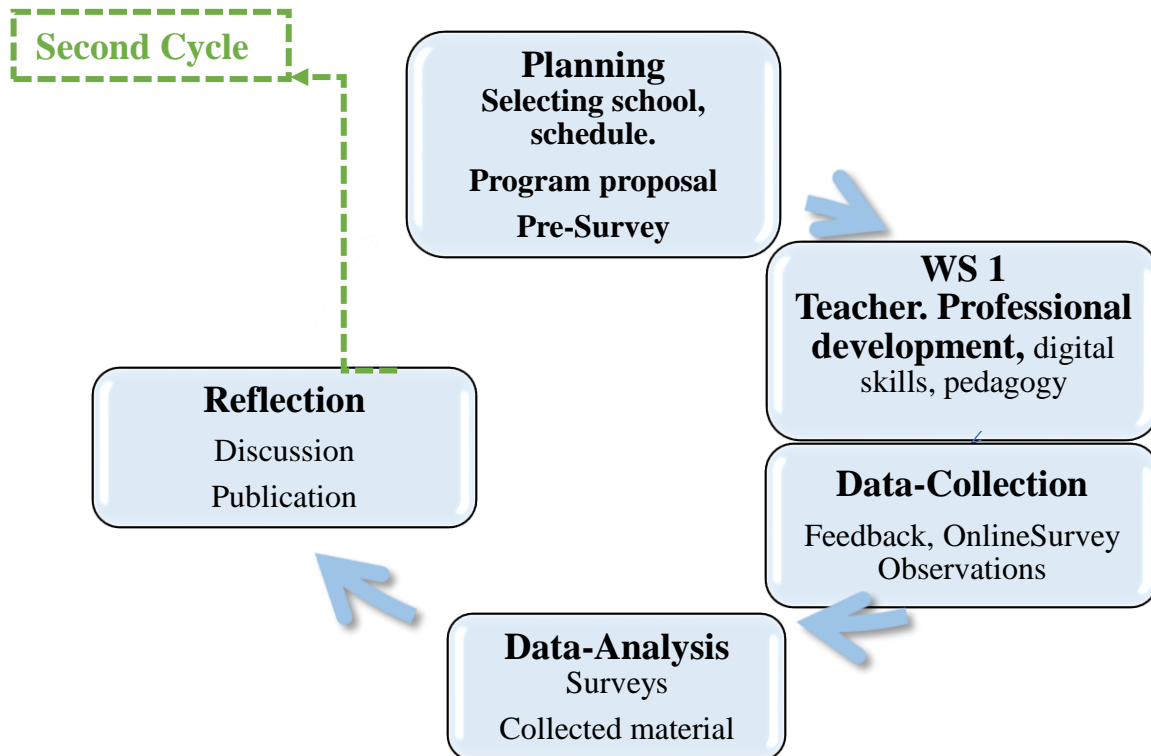 Second Cycle
Planning
Selecting school,
schedule.
Program proposal
Pre-Survey
WS 1
Teacher. Professional
development, digital
skills, pedagogy
Data-Collection
Feedback, OnlineSurvey
Observations
Data-Analysis
Surveys
Collected material
Reflection
Discussion
Publication